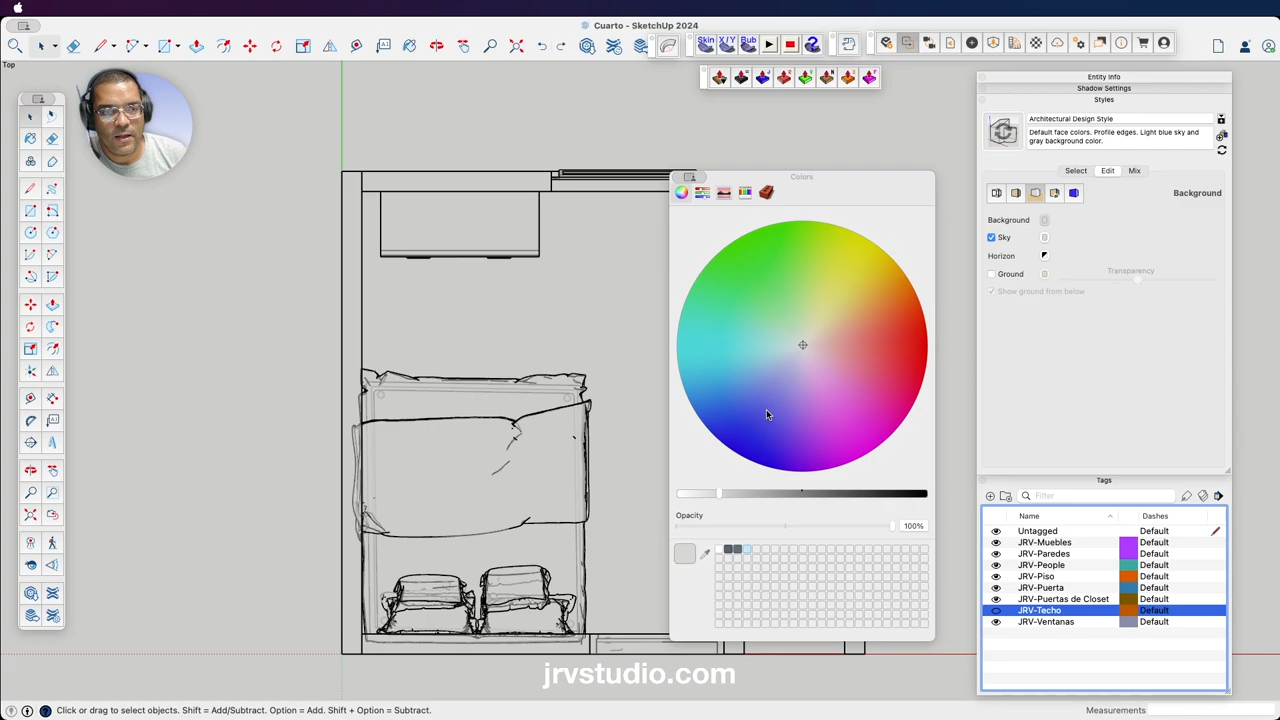 Cuarto - SketchUp 2024
Skin
X/Y
Bub
Top
Entity Info
Shadow Settings
Styles
Architectural Design Style
Default face colors. Profile edges. Light blue sky and
gray background color.
Select
Edit
Mix
Background
Background
Sky
Horizon
Ground
Transparency
Show ground from below
Colors
Opacity
100%
Tags
Filter
Name
Dashes
Untagged
Default
JRV-Muebles
Default
JRV-Paredes
Default
JRV-People
Default
JRV-Piso
Default
JRV-Puerta
Default
JRV-Puertas de Closet
Default
JRV-Techo
Default
JRV-Ventanas
Default
jrvstudio.com
Click or drag to select objects. Shift = Add/Subtract. Option = Add. Shift + Option = Subtract.
Measurements